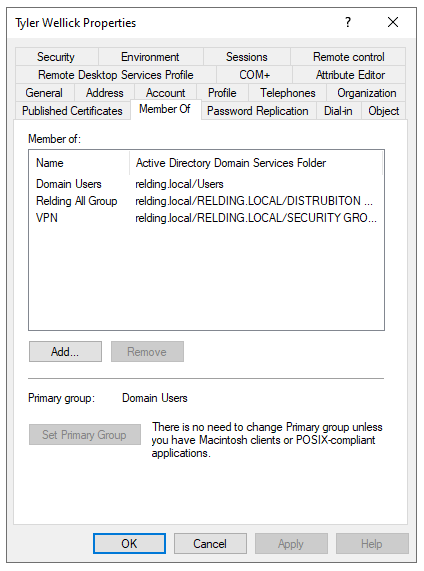 Tyler Wellick Properties
? ×
Security Environment Sessions Remote control
Remote Desktop Services Profile COM+ Attribute Editor
General Address Account Profile Telephones Organization
Published Certificates Member Of Password Replication Dial-in Object
Member of:
Name Active Directory Domain Services Folder
Domain Users relding.local/Users
Relding All Group relding.local/RELDING.LOCAL/DISTRUBITON ...
VPN relding.local/RELDING.LOCAL/SECURITY GRO...
Add... Remove
Primary group: Domain Users
Set Primary Group
There is no need to change Primary group unless
you have Macintosh clients or POSIX-compliant
applications.
OK Cancel Apply Help